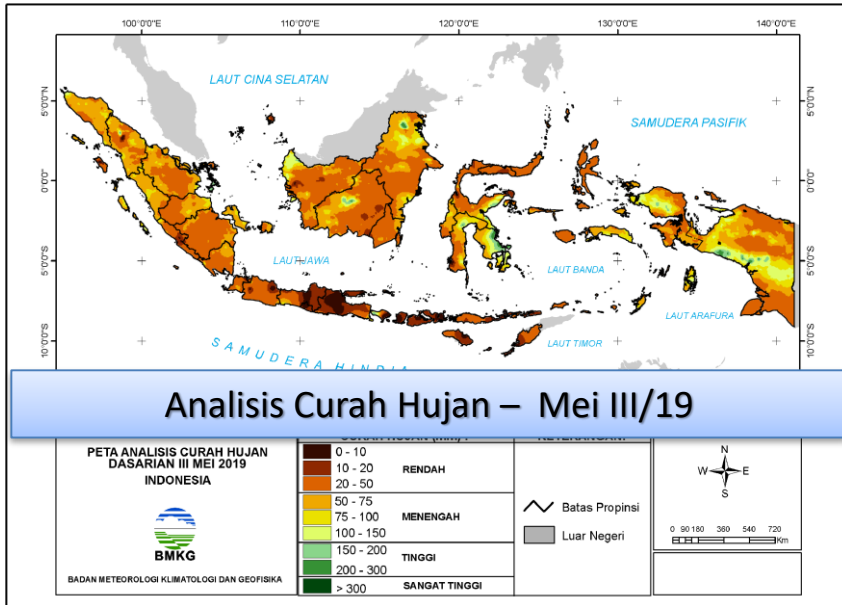 100°0'0"E 110°0'0"E 120°0'0"E 130°0'0"E 140°0'0"E
LAUT CINA SELATAN
SAMUDERA PASIFIK
5°0'0"N 5°0'0"N
0°0'0" 0°0'0"
5°0'0"S 5°0'0"S
10°0'0"S 10°0'0"S
LAUT JAWA
LAUT BANDA
LAUT ARAFURA
LAUT TIMOR
SAMUDERA HINDIA
Analisis Curah Hujan – Mei III/19
PETA ANALISIS CURAH HUJAN
DASARIAN III MEI 2019
INDONESIA
BMKG
BADAN METEOROLOGI KLIMATOLOGI DAN GEOFISIKA
CURAH HUJAN (MM) :
0 - 10
10 - 20
20 - 50
RENDAH
50 - 75
75 - 100
100 - 150
MENENGAH
150 - 200
200 - 300
TINGGI
> 300
SANGAT TINGGI
KETERANGAN:
Batas Propinsi
Luar Negeri
N
W E
S
0 90 180 360 540 720
Km